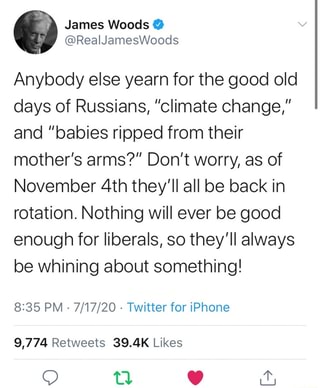 James Woods
@RealJamesWoods
Anybody else yearn for the good old
days of Russians, “climate change,”
and “babies ripped from their
mother’s arms?” Don’t worry, as of
November 4th they’ll all be back in
rotation. Nothing will ever be good
enough for liberals, so they’ll always
be whining about something!
8:35 PM · 7/17/20 · Twitter for iPhone
9,774 Retweets 39.4K Likes